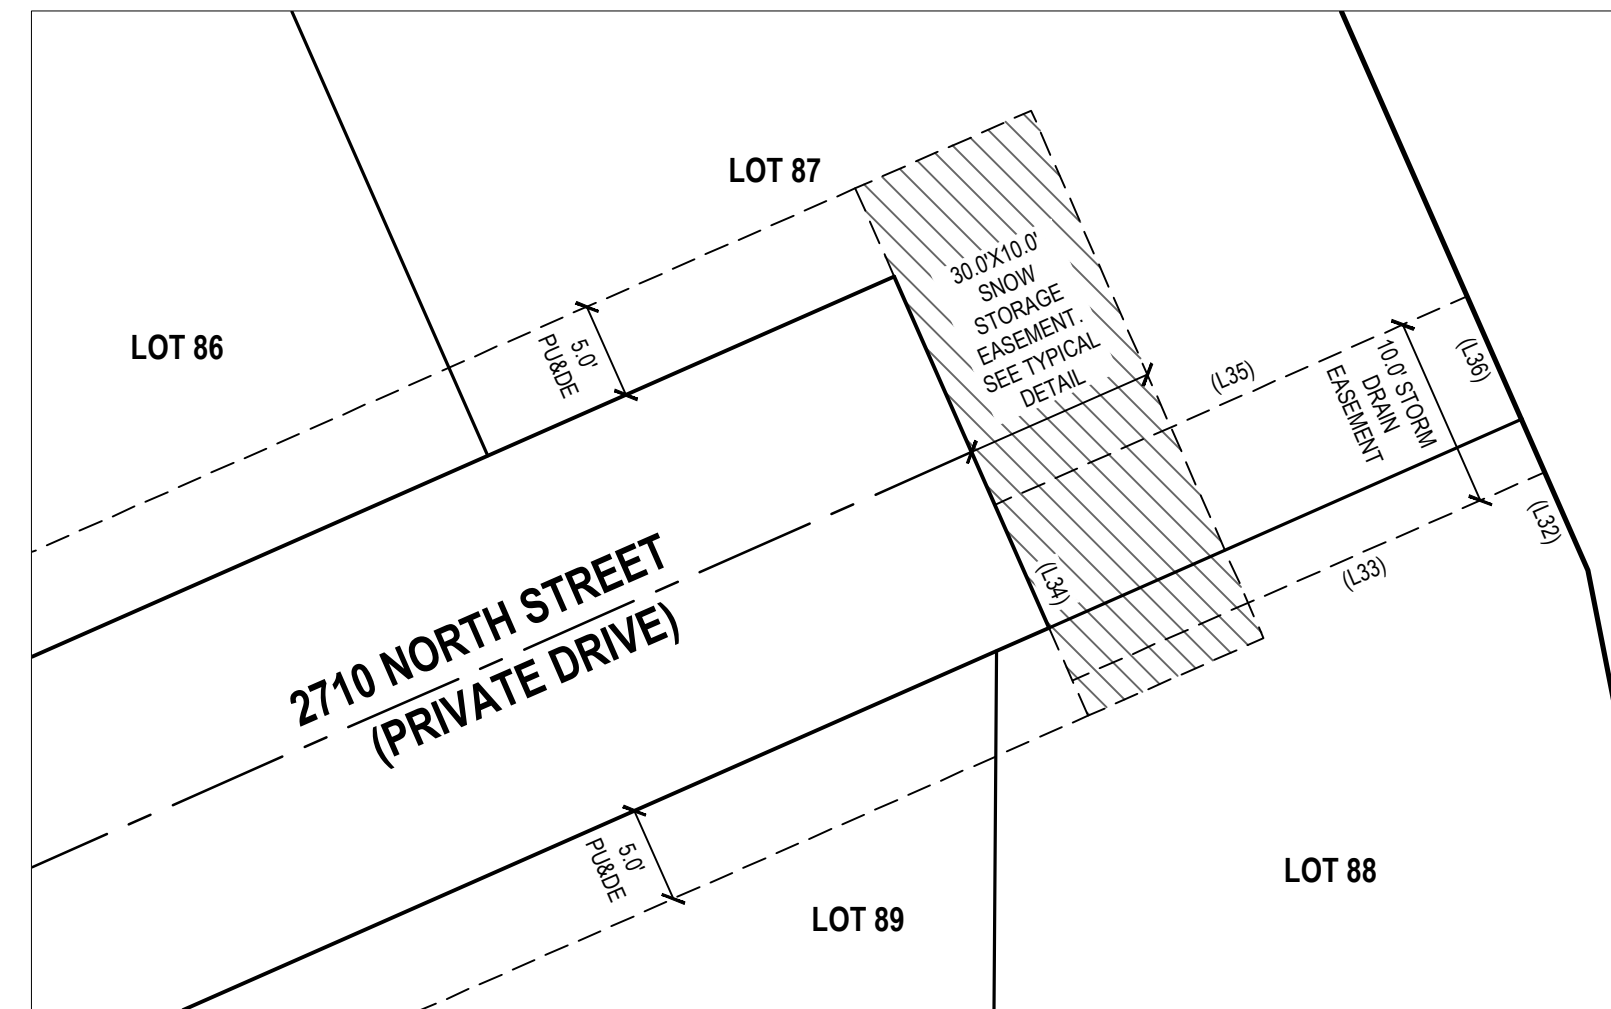 LOT 87
LOT 86
5.0'
PU&DE
30.0'X10.0'
SNOW
STORAGE
EASEMENT.
SEE TYPICAL
DETAIL
(L35)
10.0' STORM
DRAIN
EASEMENT
(L36)
(L32)
(L33)
(L34)
2710 NORTH STREET
(PRIVATE DRIVE)
5.0'
PU&DE
LOT 89
LOT 88